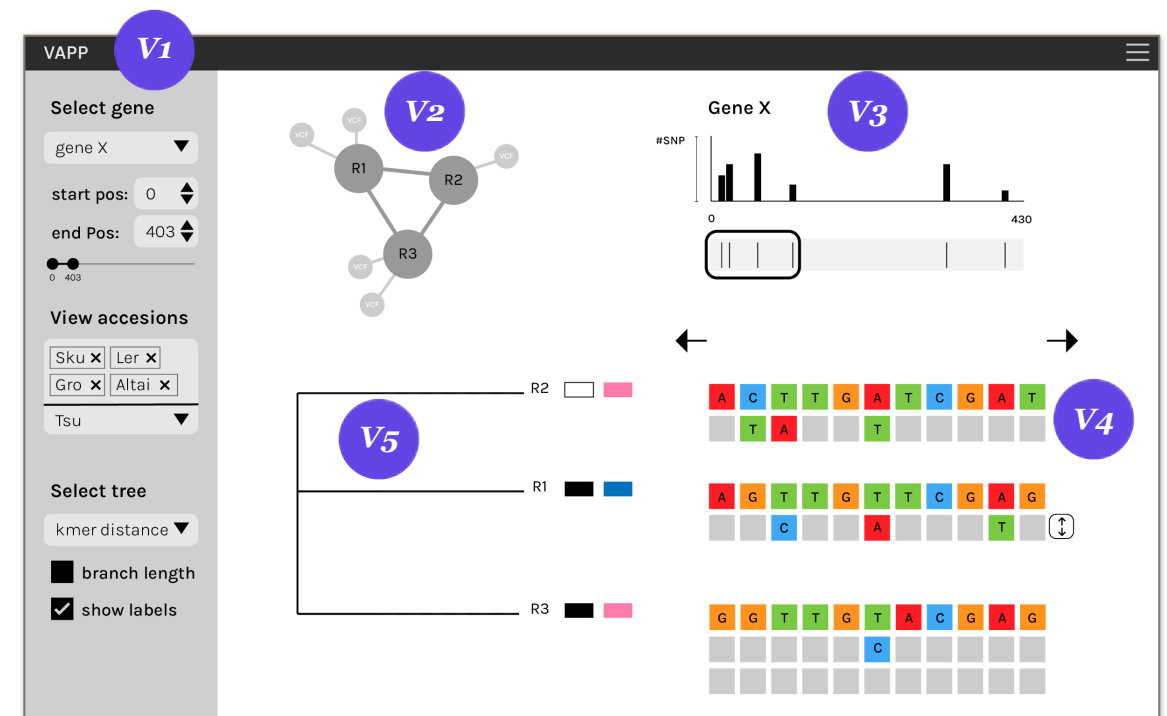 VAPP V1
Select gene
gene X
start pos: 0
end Pos: 403
0 403
View accesions
Sku × Ler ×
Gro × Altai ×
Tsu
Select tree
kmer distance
branch length
show labels
V2
VCF
VCF
R1
R2
VCF
R3
VCF
VCF
Gene X V3
#SNP
0 430
V5
R2
R1
R3
V4
A C T T G A T C G A T
T A T
A G T T G T T C G A G
C A T
G G T T G T A C G A G
C